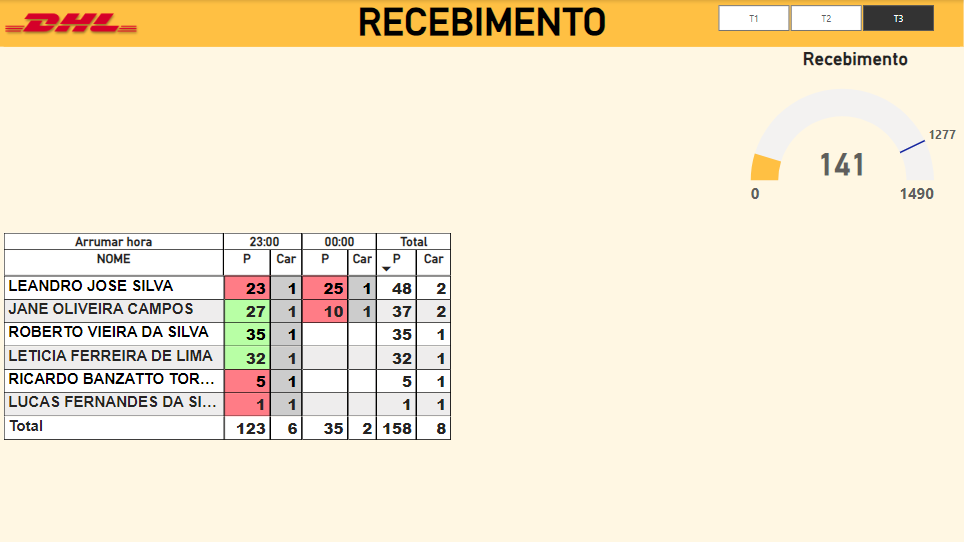 DHL RECEBIMENTO T1 T2 T3
Recebimento
1277
141
0 1490
Arrumar hora 23:00 00:00 Total
NOME P Car P Car P Car
LEANDRO JOSE SILVA 23 1 25 1 48 2
JANE OLIVEIRA CAMPOS 27 1 10 1 37 2
ROBERTO VIEIRA DA SILVA 35 1 35 1
LETICIA FERREIRA DE LIMA 32 1 32 1
RICARDO BANZATTO TOR... 5 1 5 1
LUCAS FERNANDES DA SI... 1 1 1 1
Total 123 6 35 2 158 8